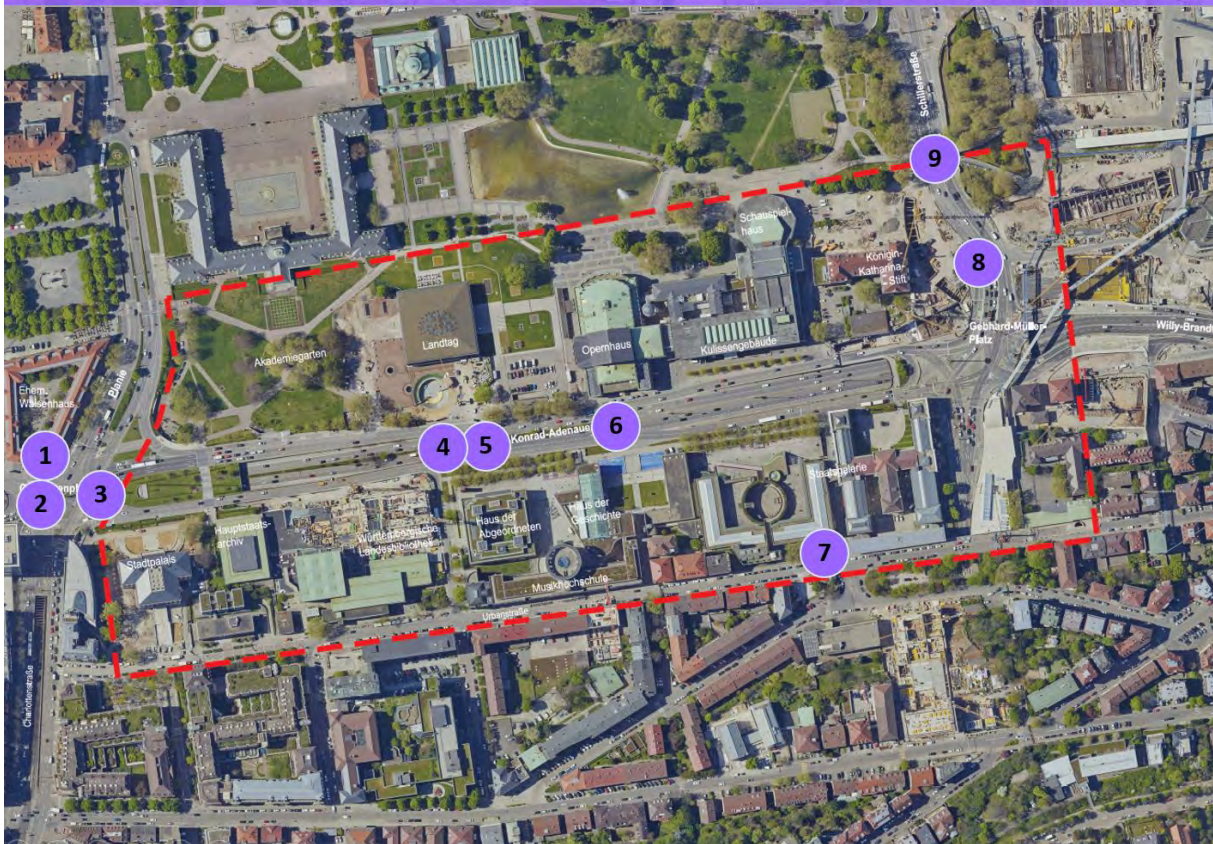 Schillerstraße
9
Schauspiel-
haus
8
Königin-
Katharina-
Stift
Gebhard-Müller-
Platz
Willy-Brandt
Landtag
Opernhaus
Kulissengebäude
Akademiegarten
Planie
Ehem.
Waisenhaus
1
2
3
4
5
Konrad-Adenauer
6
Staatsgalerie
Haus der
Geschichte
Haus der
Abgeordneten
Württembergische
Landesbibliothek
Hauptstaats-
archiv
Stadtpalais
7
Musikhochschule
Urbanstraße
Charlottenstraße